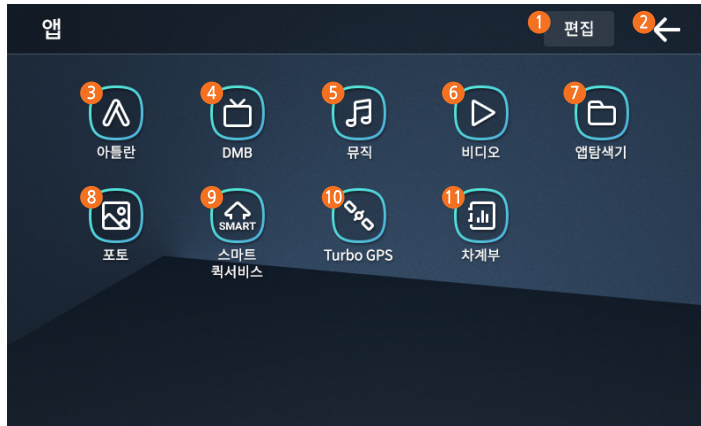 앱
1 편집 2
3 4 5 6 7
아틀란 DMB 뮤직 비디오 앱탐색기
8 9 10 11
SMART
포토 스마트 Turbo GPS 차계부
퀵서비스